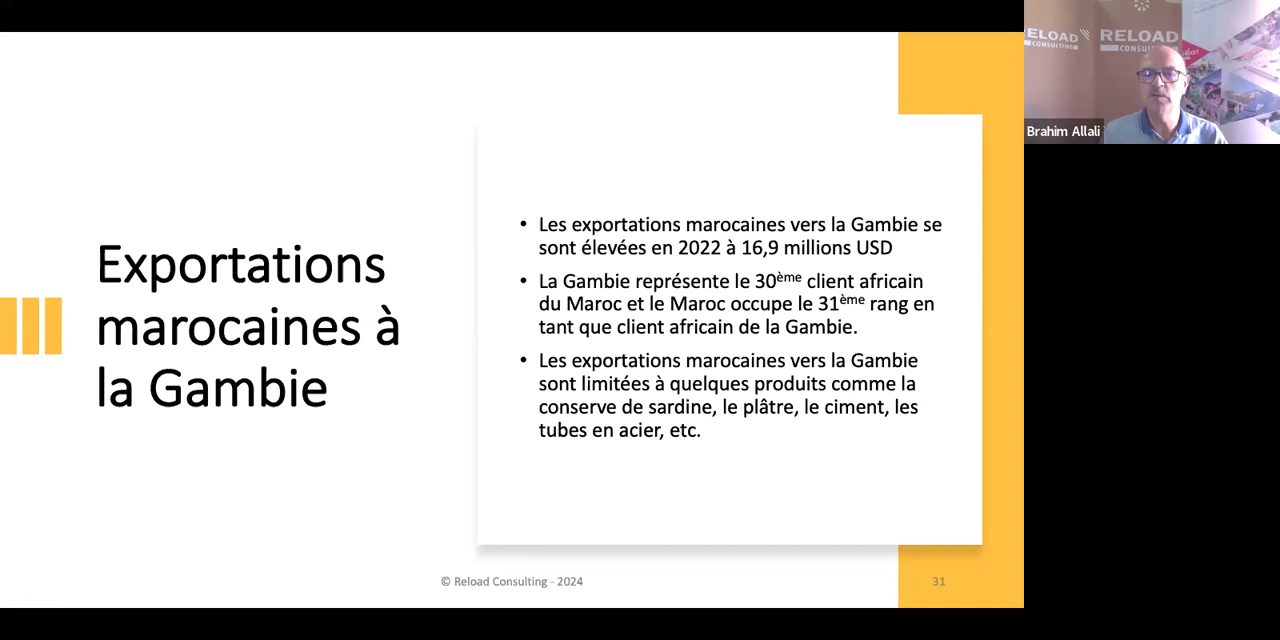 Exportations
marocaines à
la Gambie
• Les exportations marocaines vers la Gambie se
sont élevées en 2022 à 16,9 millions USD
• La Gambie représente le 30ème client africain
du Maroc et le Maroc occupe le 31ème rang en
tant que client africain de la Gambie.
• Les exportations marocaines vers la Gambie
sont limitées à quelques produits comme la
conserve de sardine, le plâtre, le ciment, les
tubes en acier, etc.
© Reload Consulting - 2024
31
RELOAD
CONSULTING
Brahim Allali